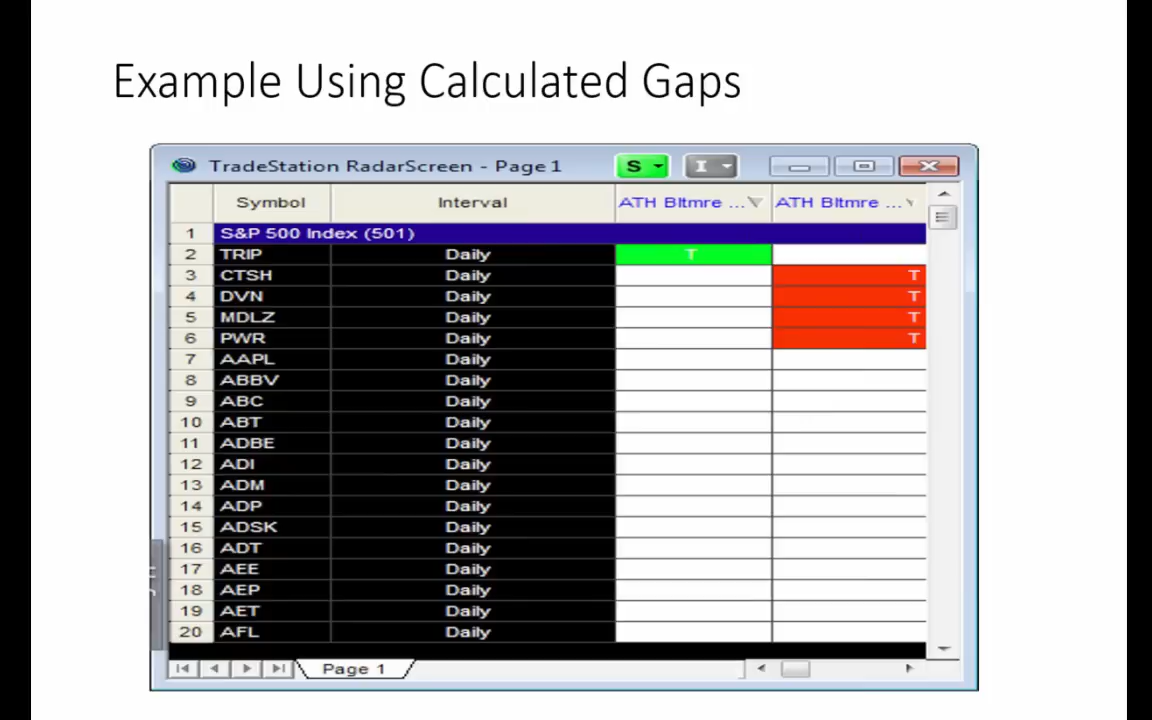 Example Using Calculated Gaps
TradeStation RadarScreen - Page 1 S I
Symbol Interval ATH Bltmre ... ATH Bltmre ...
1 S&P 500 Index (501)
2 TRIP Daily T
3 CTSH Daily T
4 DVN Daily T
5 MDLZ Daily T
6 PWR Daily T
7 AAPL Daily
8 ABBV Daily
9 ABC Daily
10 ABT Daily
11 ADBE Daily
12 ADI Daily
13 ADM Daily
14 ADP Daily
15 ADSK Daily
16 ADT Daily
17 AEE Daily
18 AEP Daily
19 AET Daily
20 AFL Daily
Page 1